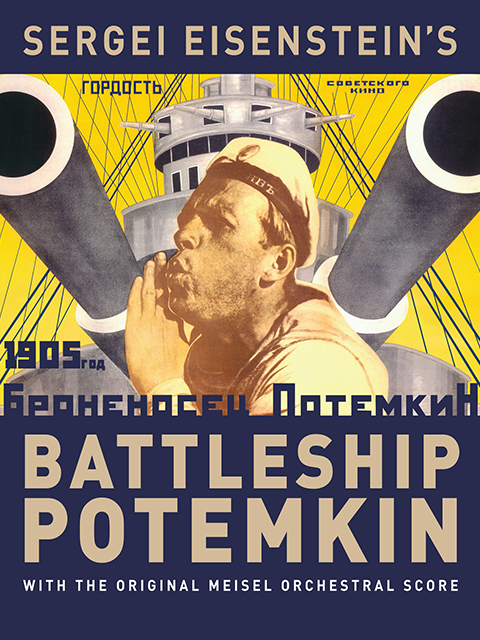 SERGEI EISENSTEIN'S
ГОРДОСТЬ
СОВЕТСКОГО
КИНО
1905 год
Броненосец Потемкин
BATTLESHIP
POTEMKIN
WITH THE ORIGINAL MEISEL ORCHESTRAL SCORE